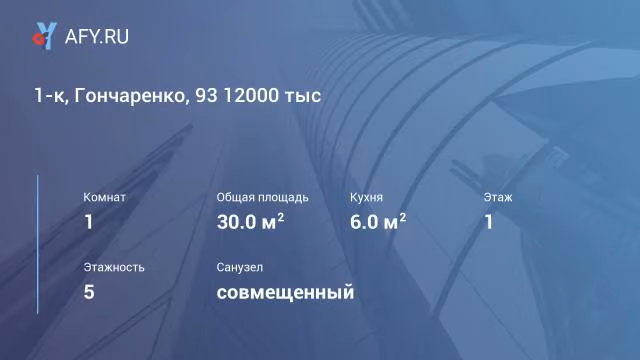 AFY.RU
1-к, Гончаренко, 93 12000 тыс
Комнат Общая площадь Кухня Этаж
1 30.0 м² 6.0 м² 1
Этажность Санузел
5 совмещенный